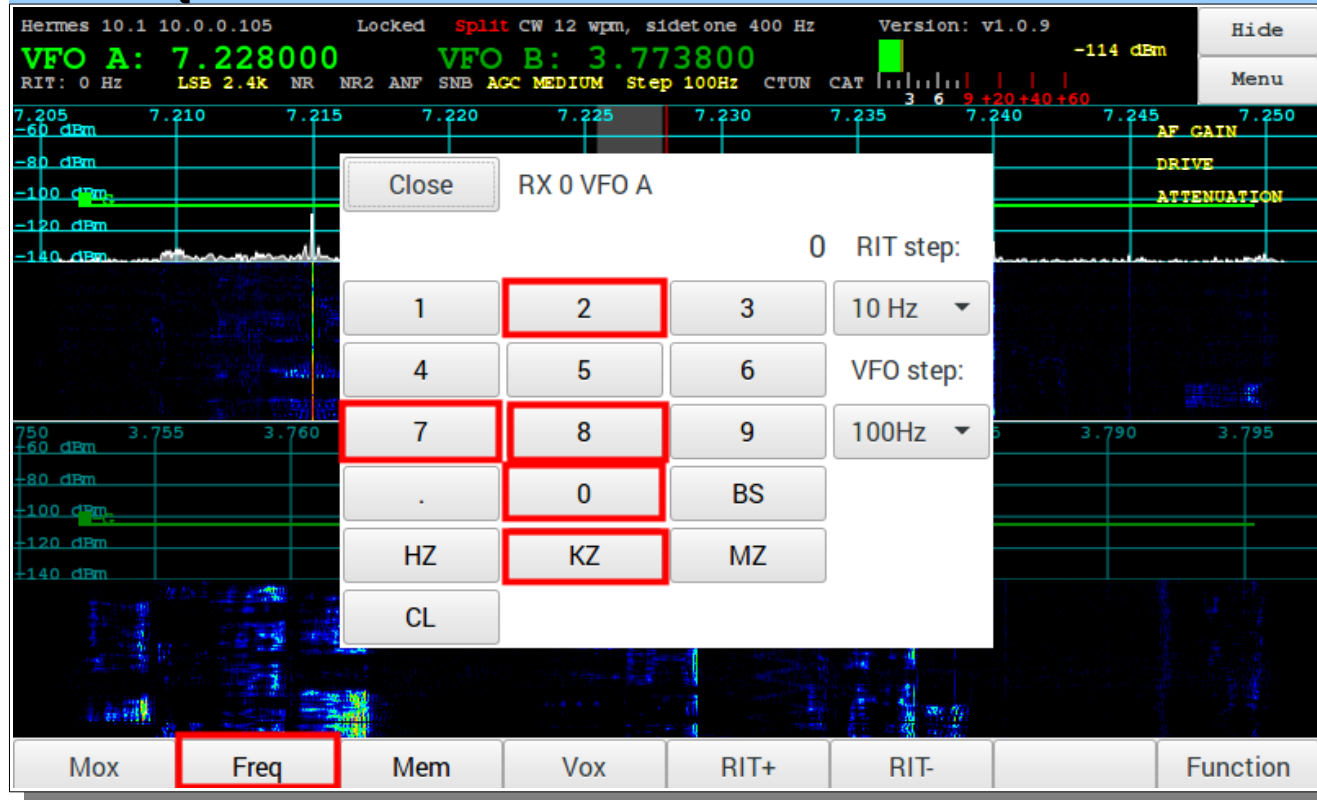 Hermes 10.1 10.0.0.105 Locked Split CW 12 wpm, sidetone 400 Hz Version: v1.0.9 Hide
VFO A: 7.228000 VFO B: 3.773800 -114 dBm
RIT: 0 Hz LSB 2.4k NR NR2 ANF SNB AGC MEDIUM Step 100Hz CTUN CAT Menu
3 6 9 +20 +40 +60
7.205 7.210 7.215 7.220 7.225 7.230 7.235 7.240 7.245 7.250
-60 dBm AF GAIN
-80 dBm DRIVE
Close RX 0 VFO A
-100 dBm ATTENUATION
-120 dBm
0 RIT step:
-140 dBm
1 2 3 10 Hz
4 5 6 VFO step:
7 8 9 100Hz
750 3.755 3.760 3.790 3.795
-60 dBm
-80 dBm
. 0 BS
-100 dBm
-120 dBm
HZ KZ MZ
-140 dBm
CL
Mox Freq Mem Vox RIT+ RIT- Function